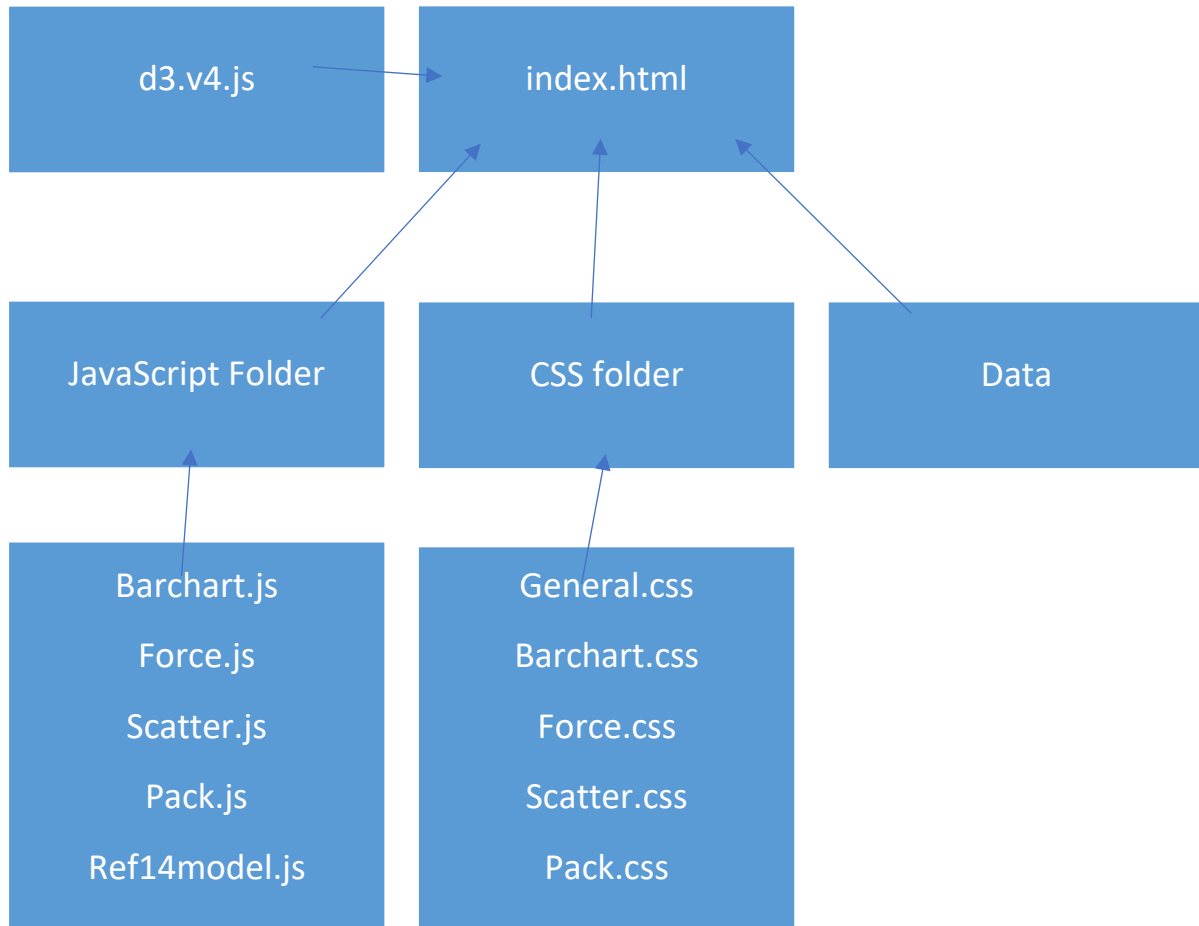 d3.v4.js
index.html
JavaScript Folder
CSS folder
Data
Barchart.js
Force.js
Scatter.js
Pack.js
Ref14model.js
General.css
Barchart.css
Force.css
Scatter.css
Pack.css